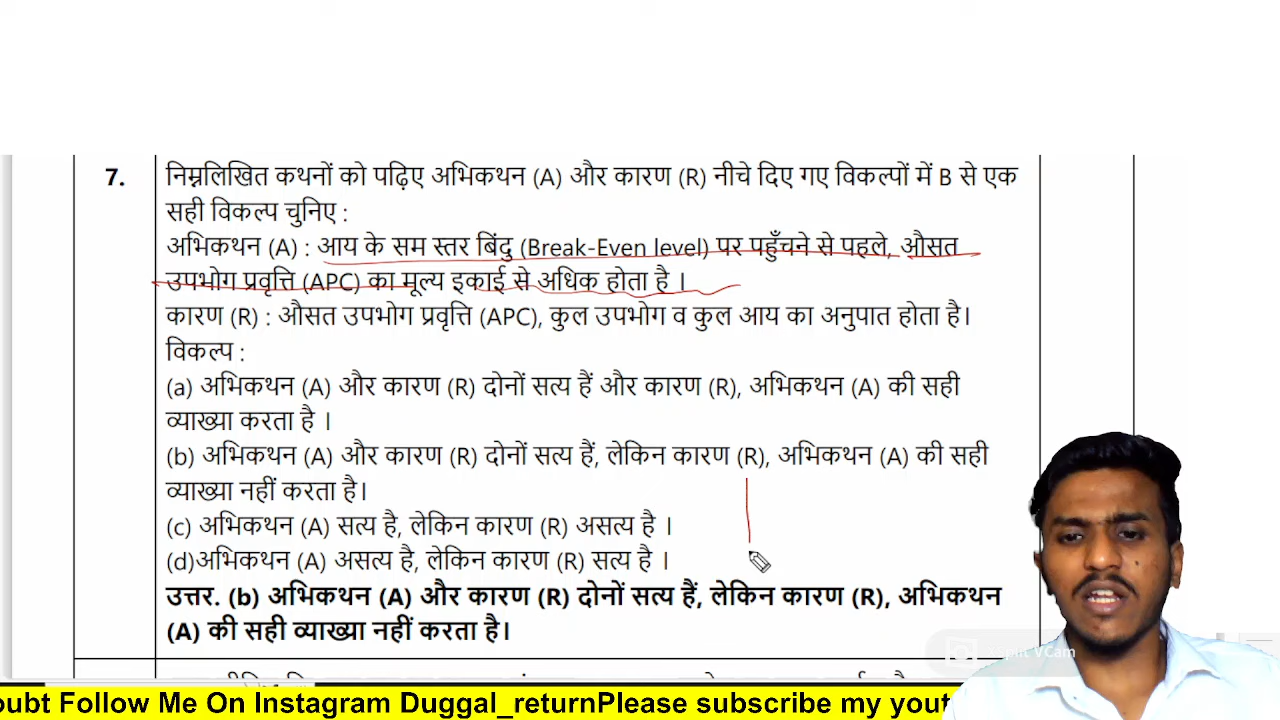 7. निम्नलिखित कथनों को पढ़िए अभिकथन (A) और कारण (R) नीचे दिए गए विकल्पों में B से एक
सही विकल्प चुनिए :
अभिकथन (A) : आय के सम स्तर बिंदु (Break-Even level) पर पहुँचने से पहले, औसत
उपभोग प्रवृत्ति (APC) का मूल्य इकाई से अधिक होता है ।
कारण (R) : औसत उपभोग प्रवृत्ति (APC), कुल उपभोग व कुल आय का अनुपात होता है।
विकल्प :
(a) अभिकथन (A) और कारण (R) दोनों सत्य हैं और कारण (R), अभिकथन (A) की सही
व्याख्या करता है ।
(b) अभिकथन (A) और कारण (R) दोनों सत्य हैं, लेकिन कारण (R), अभिकथन (A) की सही
व्याख्या नहीं करता है।
(c) अभिकथन (A) सत्य है, लेकिन कारण (R) असत्य है ।
(d)अभिकथन (A) असत्य है, लेकिन कारण (R) सत्य है ।
उत्तर. (b) अभिकथन (A) और कारण (R) दोनों सत्य हैं, लेकिन कारण (R), अभिकथन
(A) की सही व्याख्या नहीं करता है।
VCam
oubt Follow Me On Instagram Duggal_returnPlease subscribe my yout